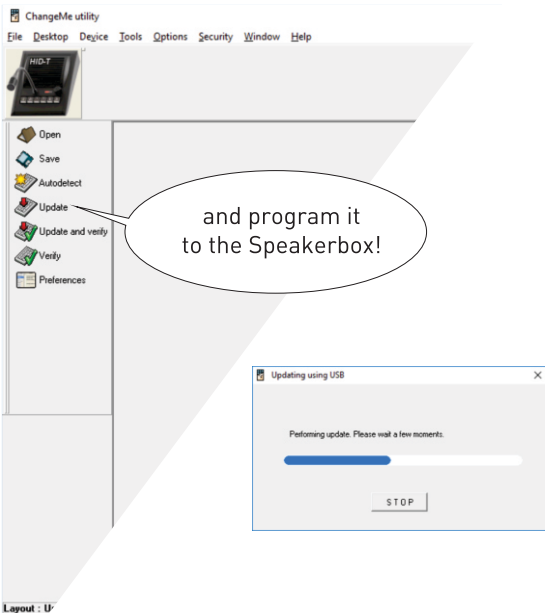 ChangeMe utility
File Desktop Device Tools Options Security Window Help
HID-T
Open
Save
Autodetect
Update
Update and verify
Verify
Preferences
and program it
to the Speakerbox!
Updating using USB
Performing update. Please wait a few moments.
STOP
Layout :